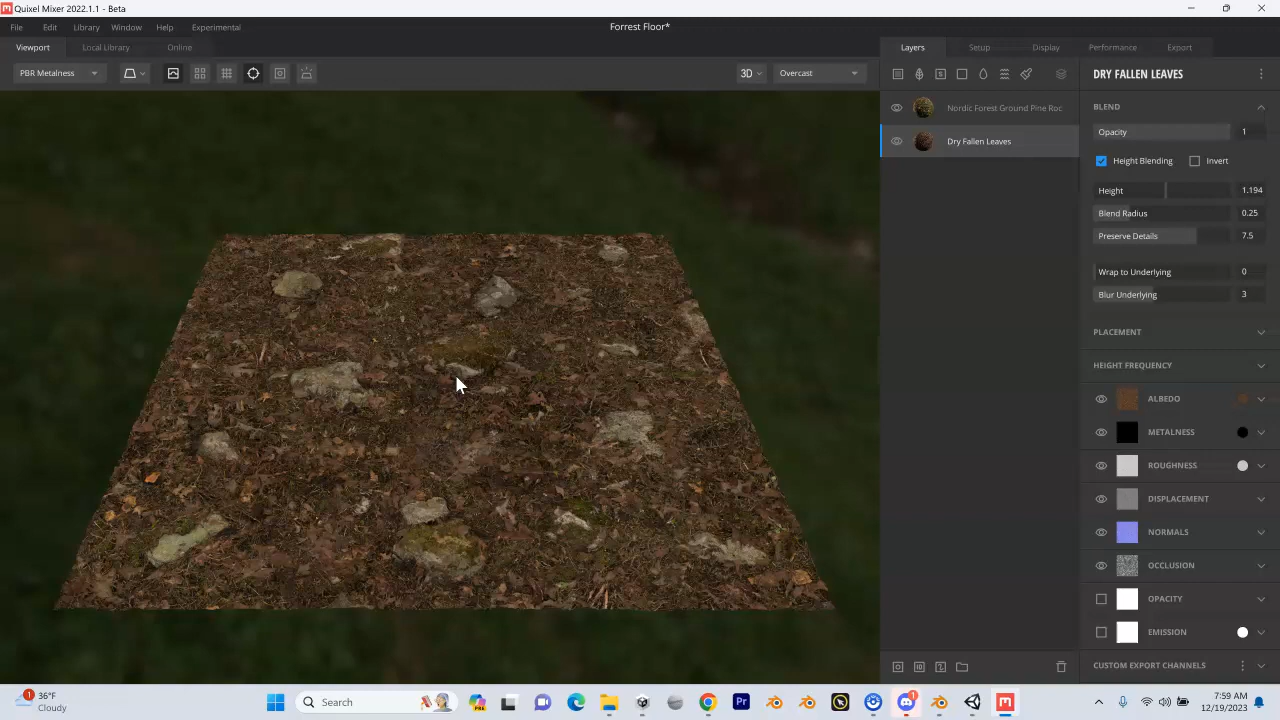 Quixel Mixer 2022.1.1 - Beta
File Edit Library Window Help Experimental
Forrest Floor*
Viewport Local Library Online
Layers Setup Display Performance Export
PBR Metalness
3D
Overcast
Nordic Forest Ground Pine Roc
Dry Fallen Leaves
DRY FALLEN LEAVES
BLEND
Opacity 1
Height Blending Invert
Height 1.194
Blend Radius 0.25
Preserve Details 7.5
Wrap to Underlying 0
Blur Underlying 3
PLACEMENT
HEIGHT FREQUENCY
ALBEDO
METALNESS
ROUGHNESS
DISPLACEMENT
NORMALS
OCCLUSION
OPACITY
EMISSION
CUSTOM EXPORT CHANNELS
1
36°F
Cloudy
Search
Pr
1
7:59 AM
12/19/2023